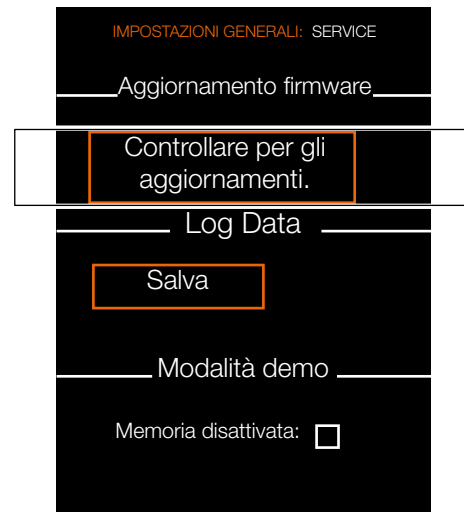 IMPOSTAZIONI GENERALI: SERVICE
Aggiornamento firmware
Controllare per gli
aggiornamenti.
Log Data
Salva
Modalità demo
Memoria disattivata: